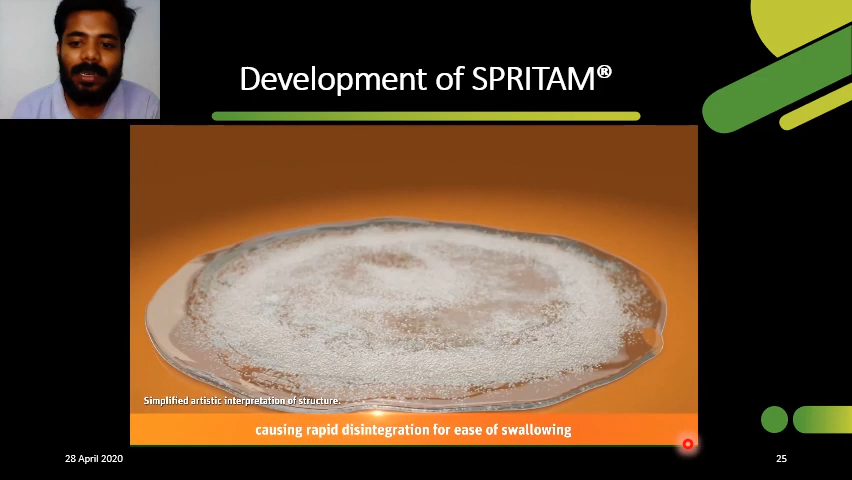 Development of SPRITAM®
Simplified artistic interpretation of structure.
causing rapid disintegration for ease of swallowing
28 April 2020
25